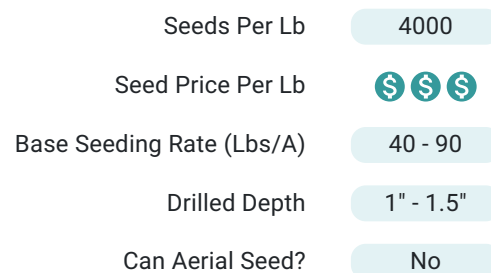 Seeds Per Lb 4000
Seed Price Per Lb $ $ $
Base Seeding Rate (Lbs/A) 40 - 90
Drilled Depth 1" - 1.5"
Can Aerial Seed? No